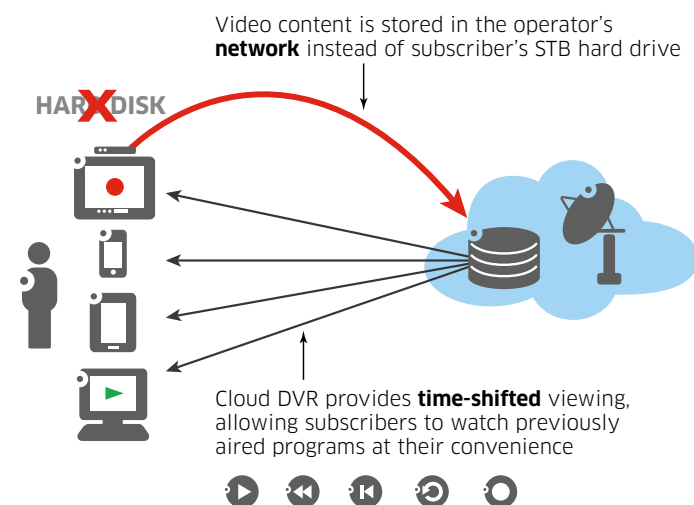 Video content is stored in the operator's
network instead of subscriber's STB hard drive
HARXDISK
Cloud DVR provides time-shifted viewing,
allowing subscribers to watch previously
aired programs at their convenience